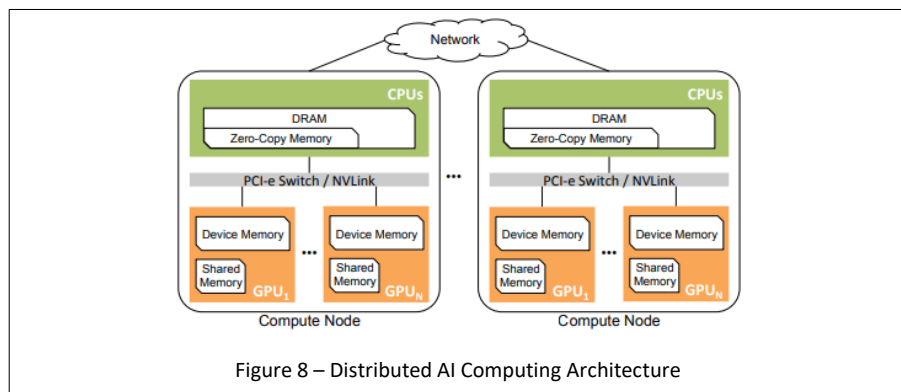 Network
CPUs
DRAM
Zero-Copy Memory
PCI-e Switch / NVLink
Device Memory
Shared
Memory
GPU₁
...
Device Memory
Shared
Memory
GPU_N
Compute Node
...
CPUs
DRAM
Zero-Copy Memory
PCI-e Switch / NVLink
Device Memory
Shared
Memory
GPU₁
...
Device Memory
Shared
Memory
GPU_N
Compute Node
Figure 8 – Distributed AI Computing Architecture